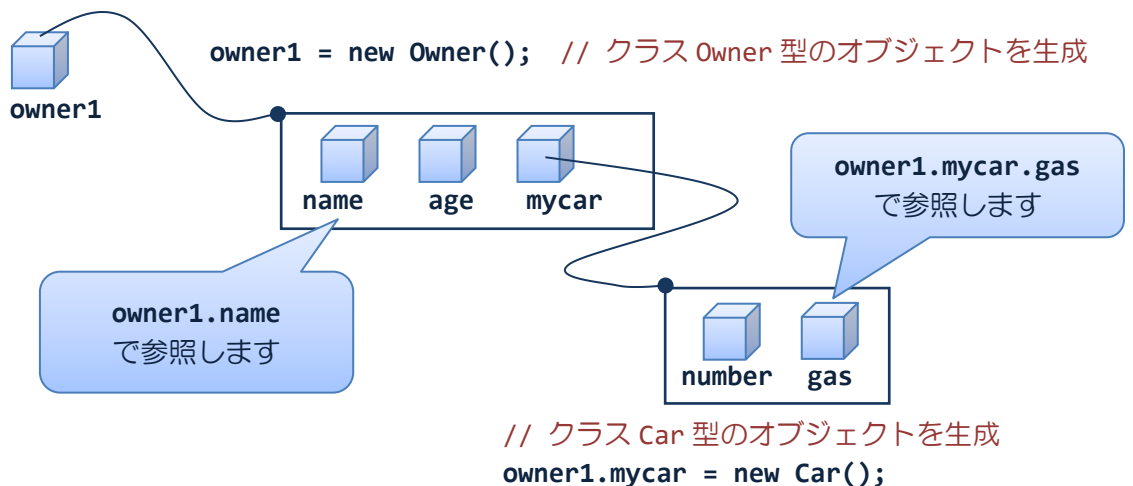 owner1 = new Owner(); // クラス Owner 型のオブジェクトを生成
owner1
name age mycar
owner1.mycar.gas
で参照します
owner1.name
で参照します
number gas
// クラス Car 型のオブジェクトを生成
owner1.mycar = new Car();